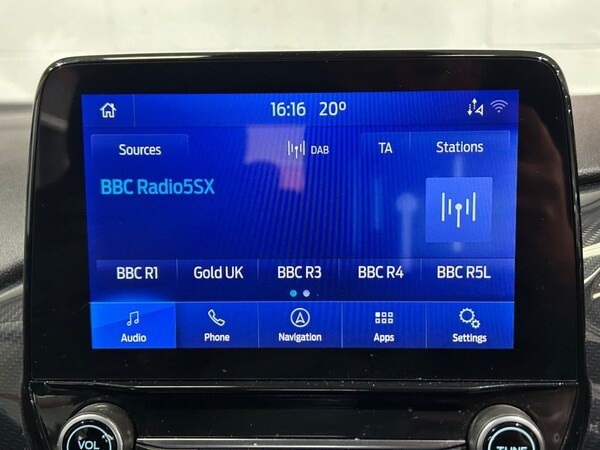 16:16 20º
Sources DAB TA Stations
BBC Radio5SX
BBC R1 Gold UK BBC R3 BBC R4 BBC R5L
Audio Phone Navigation Apps Settings
VOL TUNE